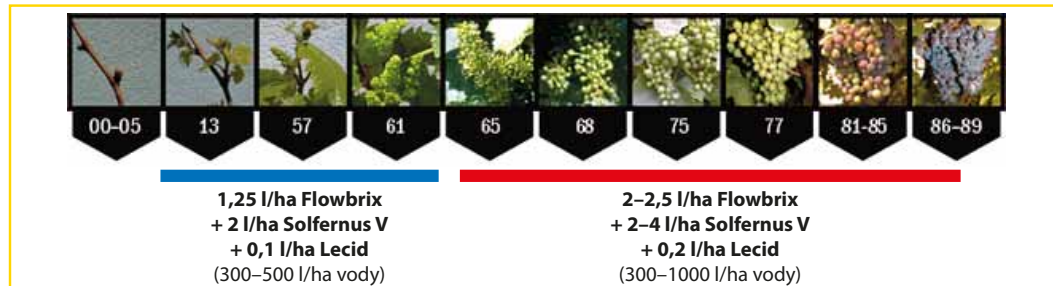 00-05 13 57 61 65 68 75 77 81-85 86-89
1,25 l/ha Flowbrix
+ 2 l/ha Solfernus V
+ 0,1 l/ha Lecid
(300–500 l/ha vody)
2–2,5 l/ha Flowbrix
+ 2–4 l/ha Solfernus V
+ 0,2 l/ha Lecid
(300–1000 l/ha vody)